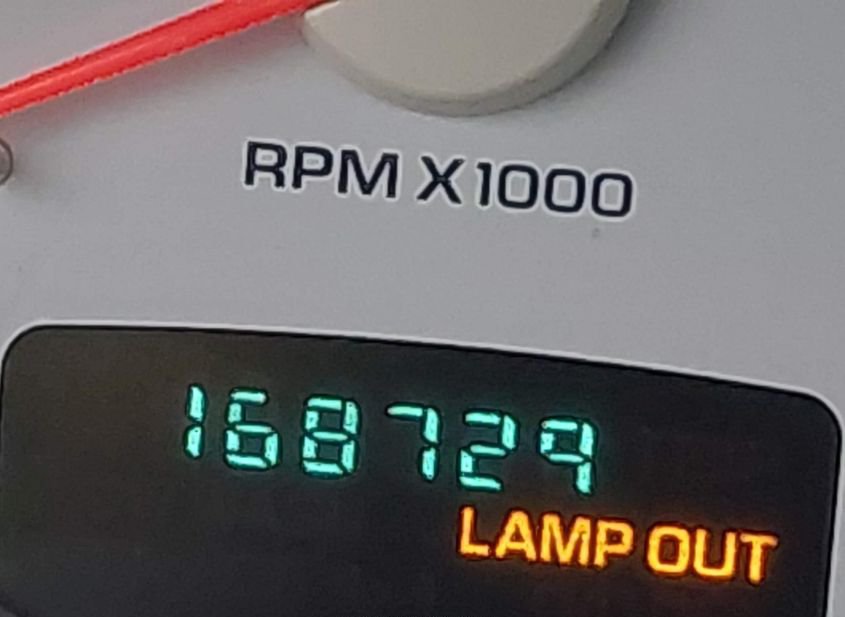 RPM X1000
168729
LAMP OUT